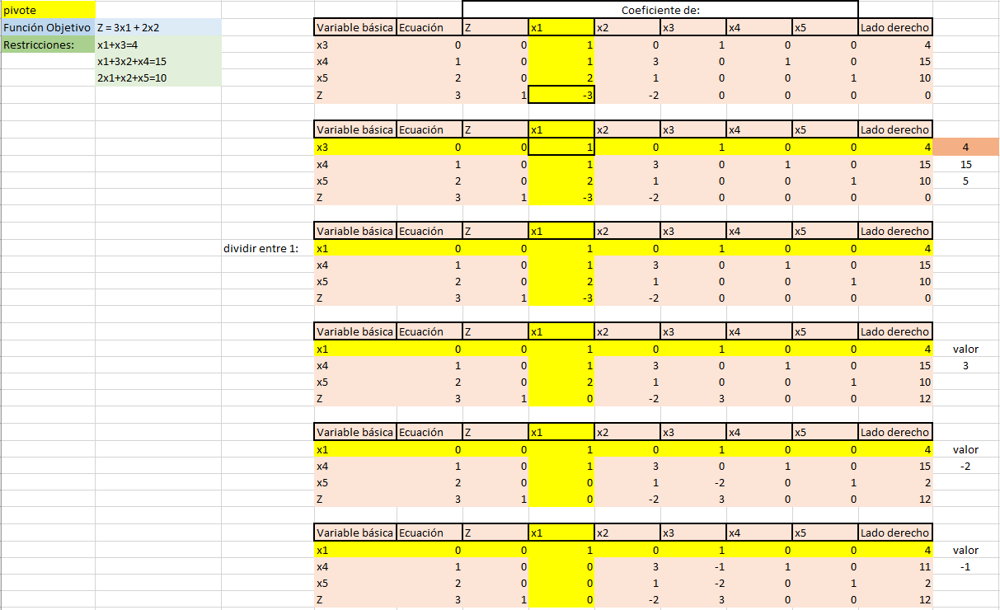 pivote Coeficiente de:
Función Objetivo Z = 3x1 + 2x2 Variable básica Ecuación Z x1 x2 x3 x4 x5 Lado derecho
Restricciones: x1+x3=4 x3 0 0 1 0 1 0 0 4
x1+3x2+x4=15 x4 1 0 1 3 0 1 0 15
2x1+x2+x5=10 x5 2 0 2 1 0 0 1 10
Z 3 1 -3 -2 0 0 0 0
Variable básica Ecuación Z x1 x2 x3 x4 x5 Lado derecho
x3 0 0 1 0 1 0 0 4 4
x4 1 0 1 3 0 1 0 15 15
x5 2 0 2 1 0 0 1 10 5
Z 3 1 -3 -2 0 0 0 0
Variable básica Ecuación Z x1 x2 x3 x4 x5 Lado derecho
dividir entre 1: x1 0 0 1 0 1 0 0 4
x4 1 0 1 3 0 1 0 15
x5 2 0 2 1 0 0 1 10
Z 3 1 -3 -2 0 0 0 0
Variable básica Ecuación Z x1 x2 x3 x4 x5 Lado derecho
x1 0 0 1 0 1 0 0 4 valor
x4 1 0 1 3 0 1 0 15 3
x5 2 0 2 1 0 0 1 10
Z 3 1 0 -2 3 0 0 12
Variable básica Ecuación Z x1 x2 x3 x4 x5 Lado derecho
x1 0 0 1 0 1 0 0 4 valor
x4 1 0 1 3 0 1 0 15 -2
x5 2 0 0 1 -2 0 1 2
Z 3 1 0 -2 3 0 0 12
Variable básica Ecuación Z x1 x2 x3 x4 x5 Lado derecho
x1 0 0 1 0 1 0 0 4 valor
x4 1 0 0 3 -1 1 0 11 -1
x5 2 0 0 1 -2 0 1 2
Z 3 1 0 -2 3 0 0 12